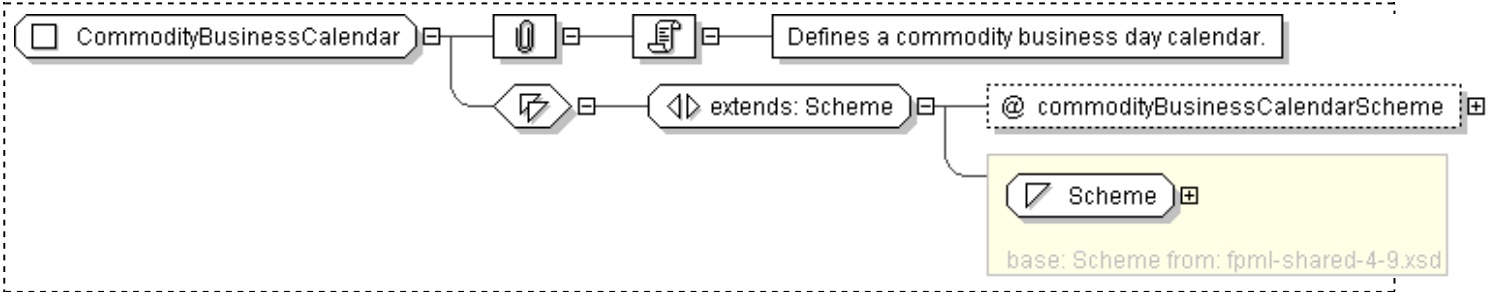 CommodityBusinessCalendar
Defines a commodity business day calendar.
extends: Scheme
@ commodityBusinessCalendarScheme
Scheme
base: Scheme from: fpml-shared-4-9.xsd